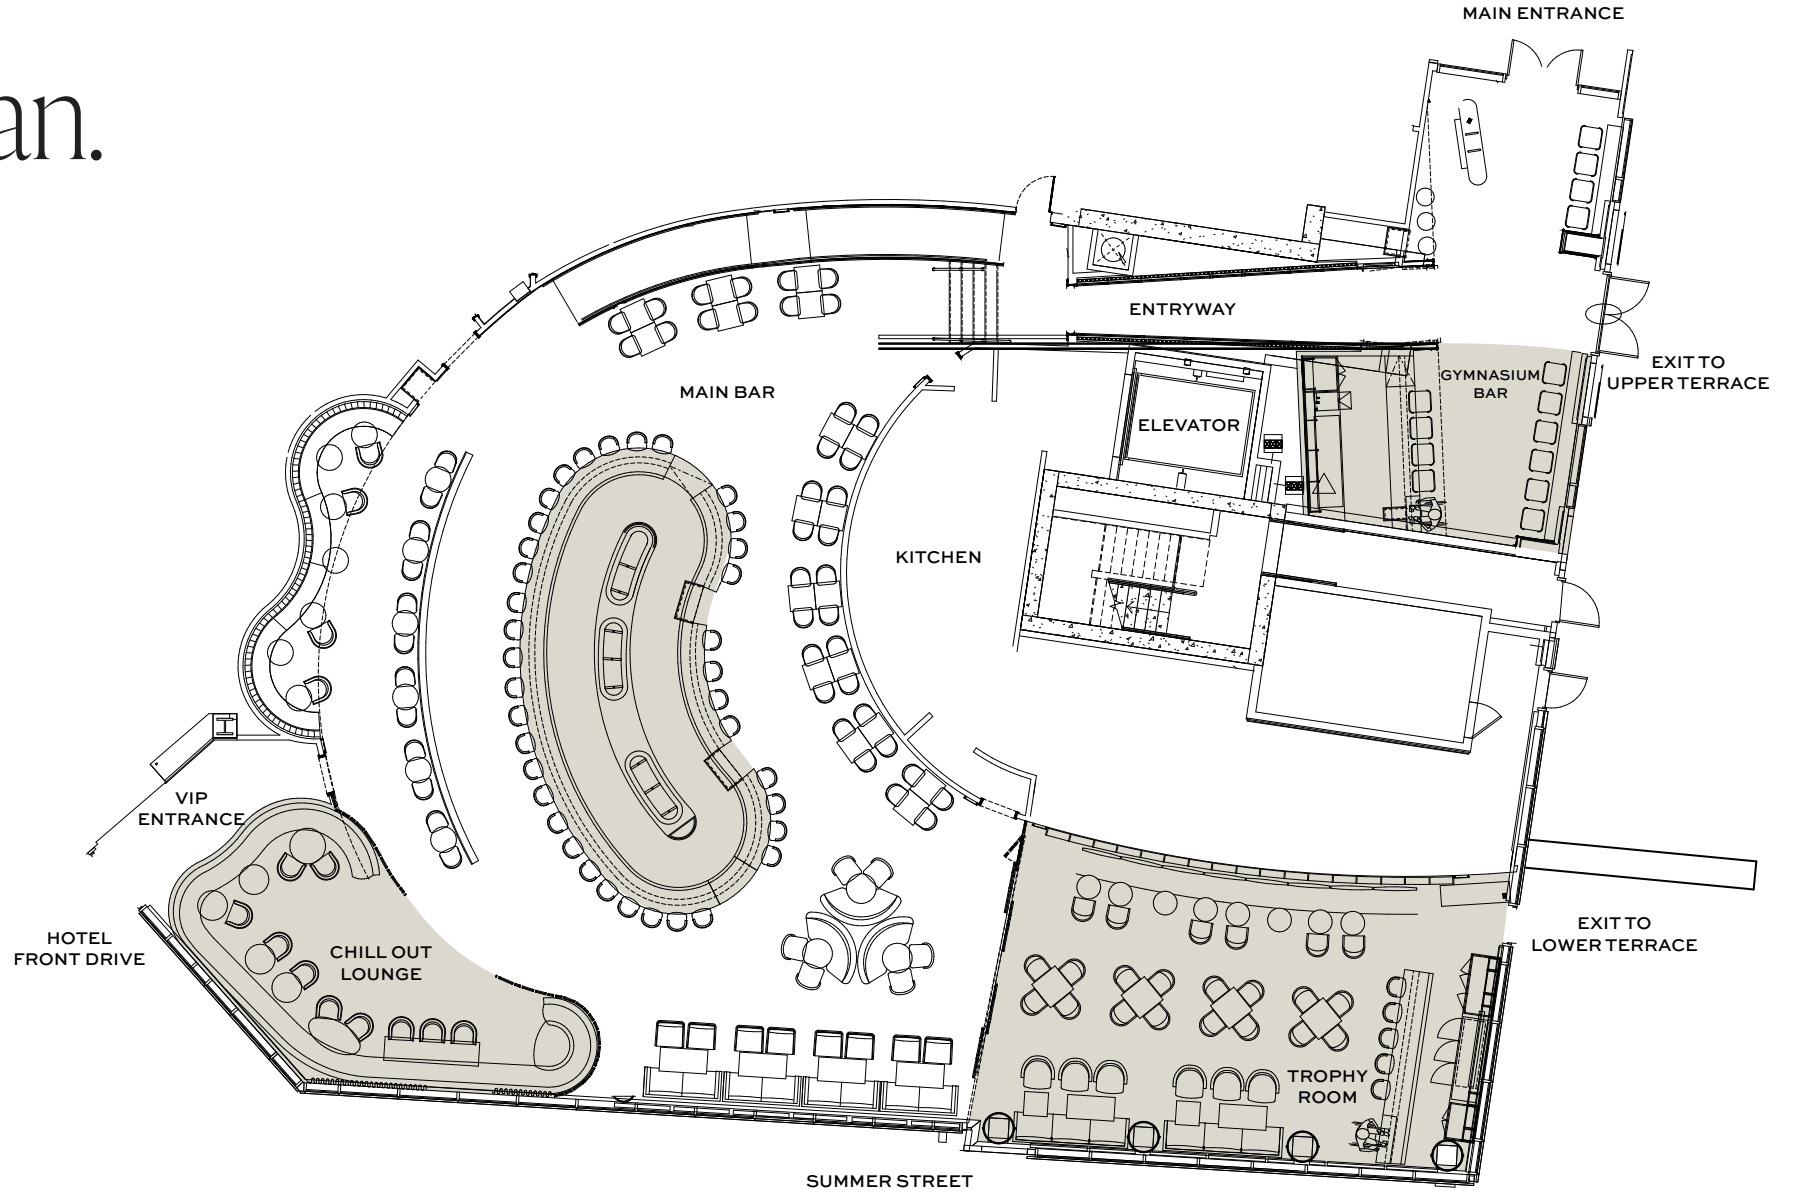 MAIN ENTRANCE
an.
ENTRYWAY
EXIT TO
UPPER TERRACE
GYMNASIUM
BAR
MAIN BAR
ELEVATOR
KITCHEN
VIP
ENTRANCE
HOTEL
FRONT DRIVE
CHILL OUT
LOUNGE
EXIT TO
LOWER TERRACE
TROPHY
ROOM
SUMMER STREET